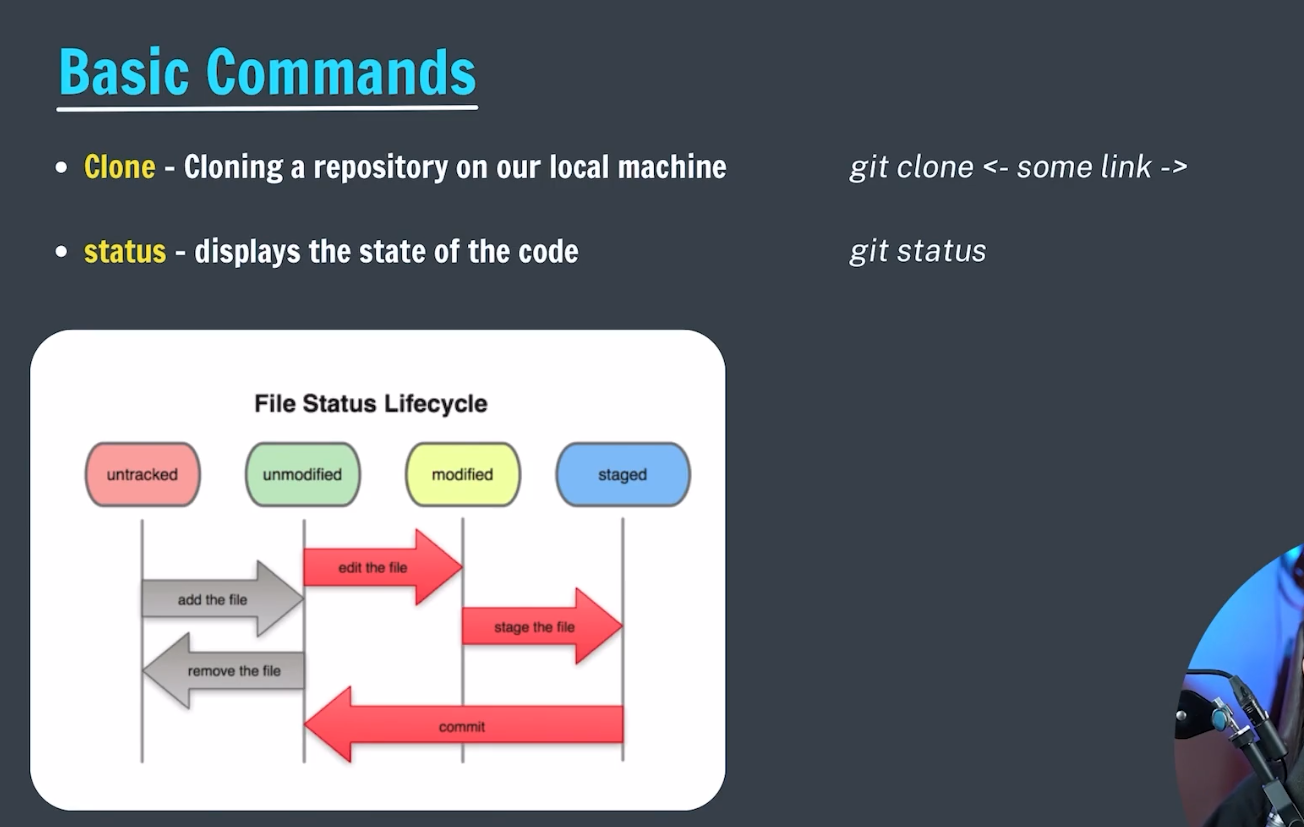 Basic Commands
• Clone - Cloning a repository on our local machine
git clone <- some link ->
• status - displays the state of the code
git status
File Status Lifecycle
untracked unmodified modified staged
edit the file
add the file
stage the file
remove the file
commit